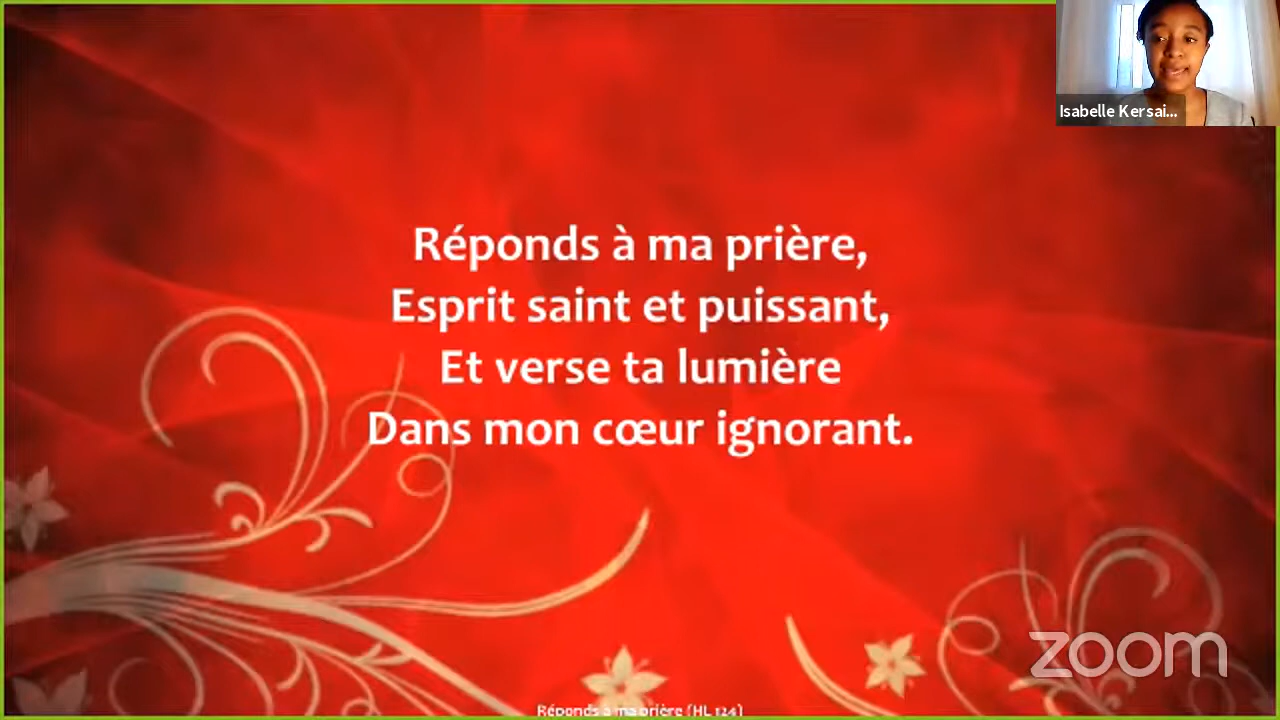 Isabelle Kersai...
Réponds à ma prière,
Esprit saint et puissant,
Et verse ta lumière
Dans mon cœur ignorant.
zoom
Réponds à ma prière (HL 124)